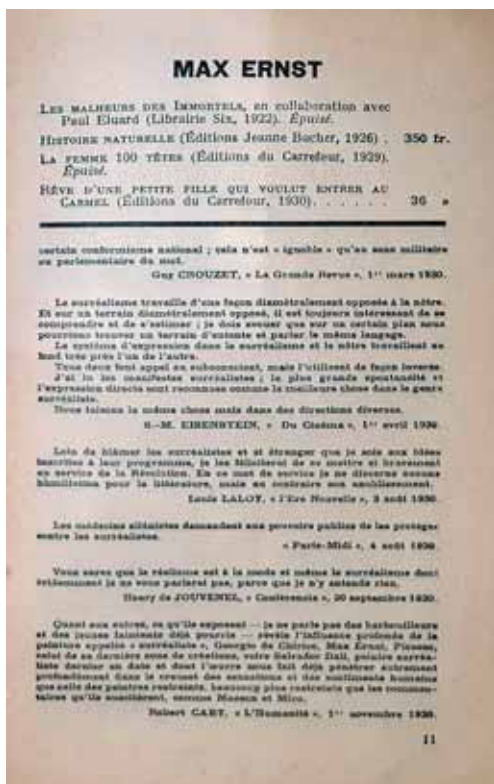 MAX ERNST
LES MALHEURS DES IMMORTELS, en collaboration avec
Paul Eluard (Librairie Six, 1922). Épuisé.
HISTOIRE NATURELLE (Éditions Jeanne Bucher, 1926) . 350 fr.
LA FEMME 100 TÊTES (Éditions du Carrefour, 1929).
Épuisé.
RÊVE D'UNE PETITE FILLE QUI VOULUT ENTRER AU
CARMEL (Éditions du Carrefour, 1930). . . . . . 36 »
certain conformisme national ; cela n'est « ignoble » qu'au sens militaire
ou parlementaire du mot.
Guy CROUZET, « La Grande Revue », 1er mars 1930.
Le surréalisme travaille d'une façon diamétralement opposée à la nôtre.
Et sur un terrain diamétralement opposé, il est toujours intéressant de se
comprendre et de s'estimer ; je dois avouer que sur un certain plan nous
pourrions trouver un terrain d'entente et parler le même langage.
Le système d'expression dans le surréalisme et le nôtre travaillent au
fond très près l'un de l'autre.
Tous deux font appel au subconscient, mais l'utilisent de façon inverse.
J'ai lu les manifestes surréalistes ; la plus grande spontanéité et
l'expression directe sont reconnues comme la meilleure chose dans le genre
surréaliste.
Nous faisons la même chose mais dans des directions diverses.
S.-M. EISENSTEIN, « Du Cinéma », 1er avril 1930.
Loin de blâmer les surréalistes et si étranger que je sois aux idées
inscrites à leur programme, je les féliciterai de se mettre si bravement
au service de la Révolution. En ce mot de service je ne discerne aucune
humiliation pour la littérature, mais au contraire son anoblissement.
Louis LALOY, « l'Ere Nouvelle », 3 août 1930.
Les médecins aliénistes demandent aux pouvoirs publics de les protéger
contre les surréalistes.
« Paris-Midi », 4 août 1930.
Vous savez que le réalisme est à la mode et même le surréalisme dont
évidemment je ne vous parlerai pas, parce que je n'y entends rien.
Henry de JOUVENEL, « Conférencia », 20 septembre 1930.
Quant aux autres, ce qu'ils exposent — je ne parle pas des barbouilleurs
et des jeunes fainéants déjà pourris — révèle l'influence profonde de la
peinture appelée « surréaliste », Georgio de Chirico, Max Ernst, Picasso,
celui de sa dernière zone de créations, votre Salvador Dali, peintre surréa-
liste dernier en date et dont l'œuvre nous fait déjà pénétrer autrement
profondément dans le creuset des sensations et des sentiments humains
que celle des peintres restreints, beaucoup plus restreints que les commen-
taires qu'ils suscitèrent, comme Masson et Miro.
Robert CABY, « L'Humanité », 1er novembre 1930.
11